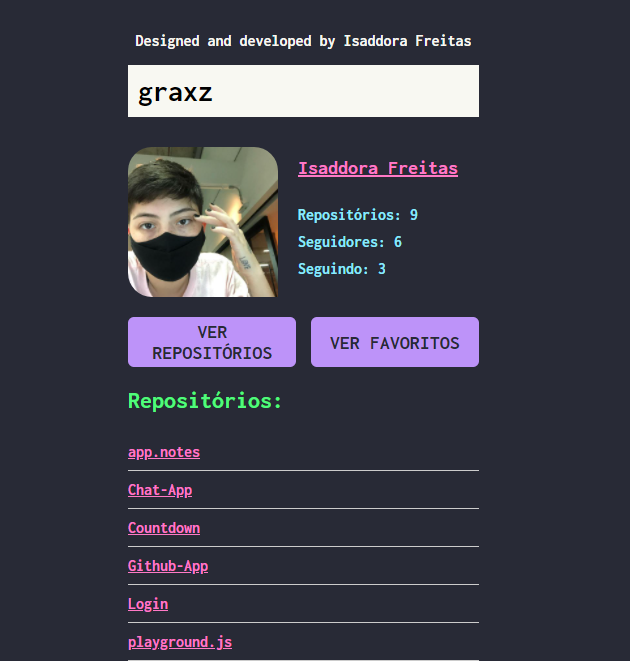 Designed and developed by Isaddora Freitas
graxz
Isaddora Freitas
Repositórios: 9
Seguidores: 6
Seguindo: 3
VER
REPOSITÓRIOS
VER FAVORITOS
Repositórios:
app.notes
Chat-App
Countdown
Github-App
Login
playground.js